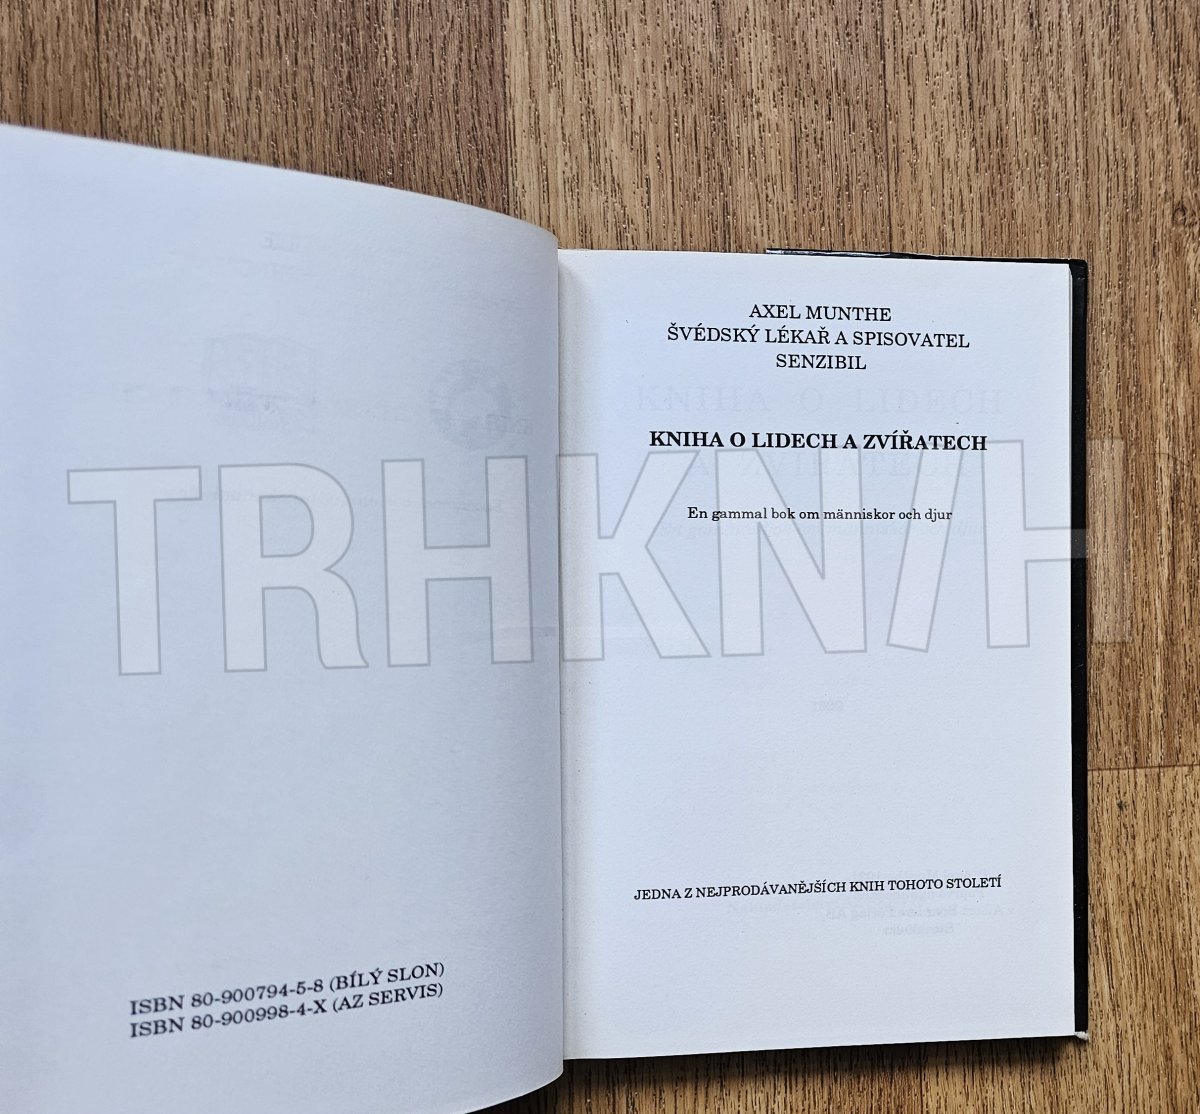 ISBN 80-900794-5-8 (BÍLÝ SLON)
ISBN 80-900998-4-X (AZ SERVIS)
AXEL MUNTHE
ŠVÉDSKÝ LÉKAŘ A SPISOVATEL
SENZIBIL
KNIHA O LIDECH A ZVÍŘATECH
En gammal bok om människor och djur
JEDNA Z NEJPRODÁVANĚJŠÍCH KNIH TOHOTO STOLETÍ
TRHKNIH